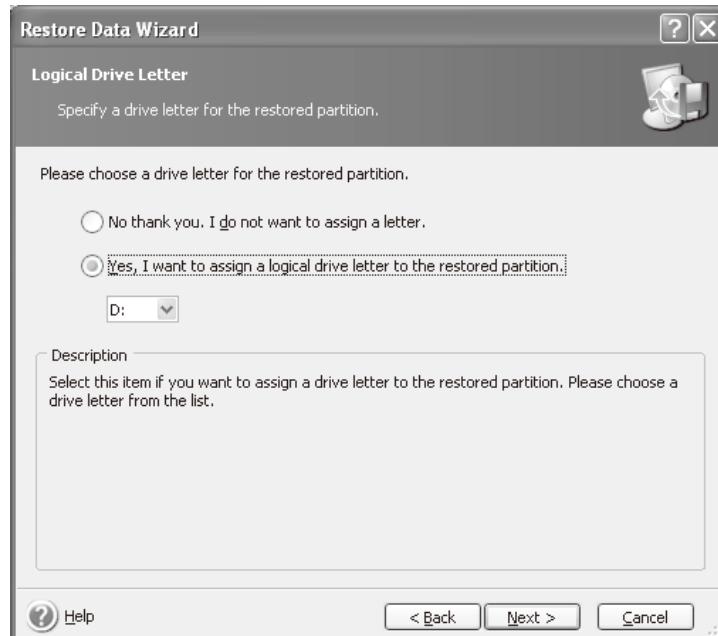 Restore Data Wizard
Logical Drive Letter
Specify a drive letter for the restored partition.
Please choose a drive letter for the restored partition.
No thank you. I do not want to assign a letter.
Yes, I want to assign a logical drive letter to the restored partition.
D:
Description
Select this item if you want to assign a drive letter to the restored partition. Please choose a
drive letter from the list.
? Help
< Back
Next >
Cancel